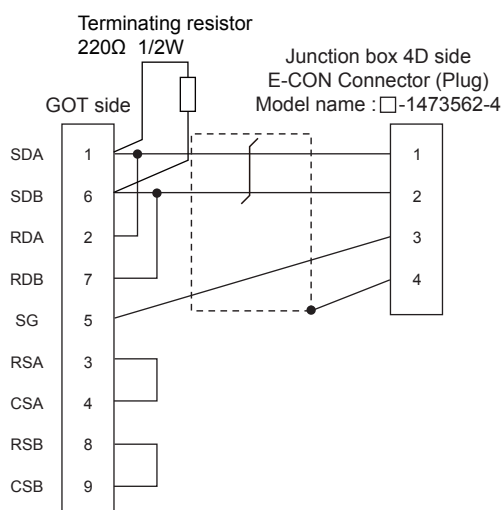 Terminating resistor
220Ω 1/2W
Junction box 4D side
E-CON Connector (Plug)
Model name : □-1473562-4
GOT side
SDA 1 1
SDB 6 2
RDA 2 3
RDB 7 4
SG 5
RSA 3
CSA 4
RSB 8
CSB 9